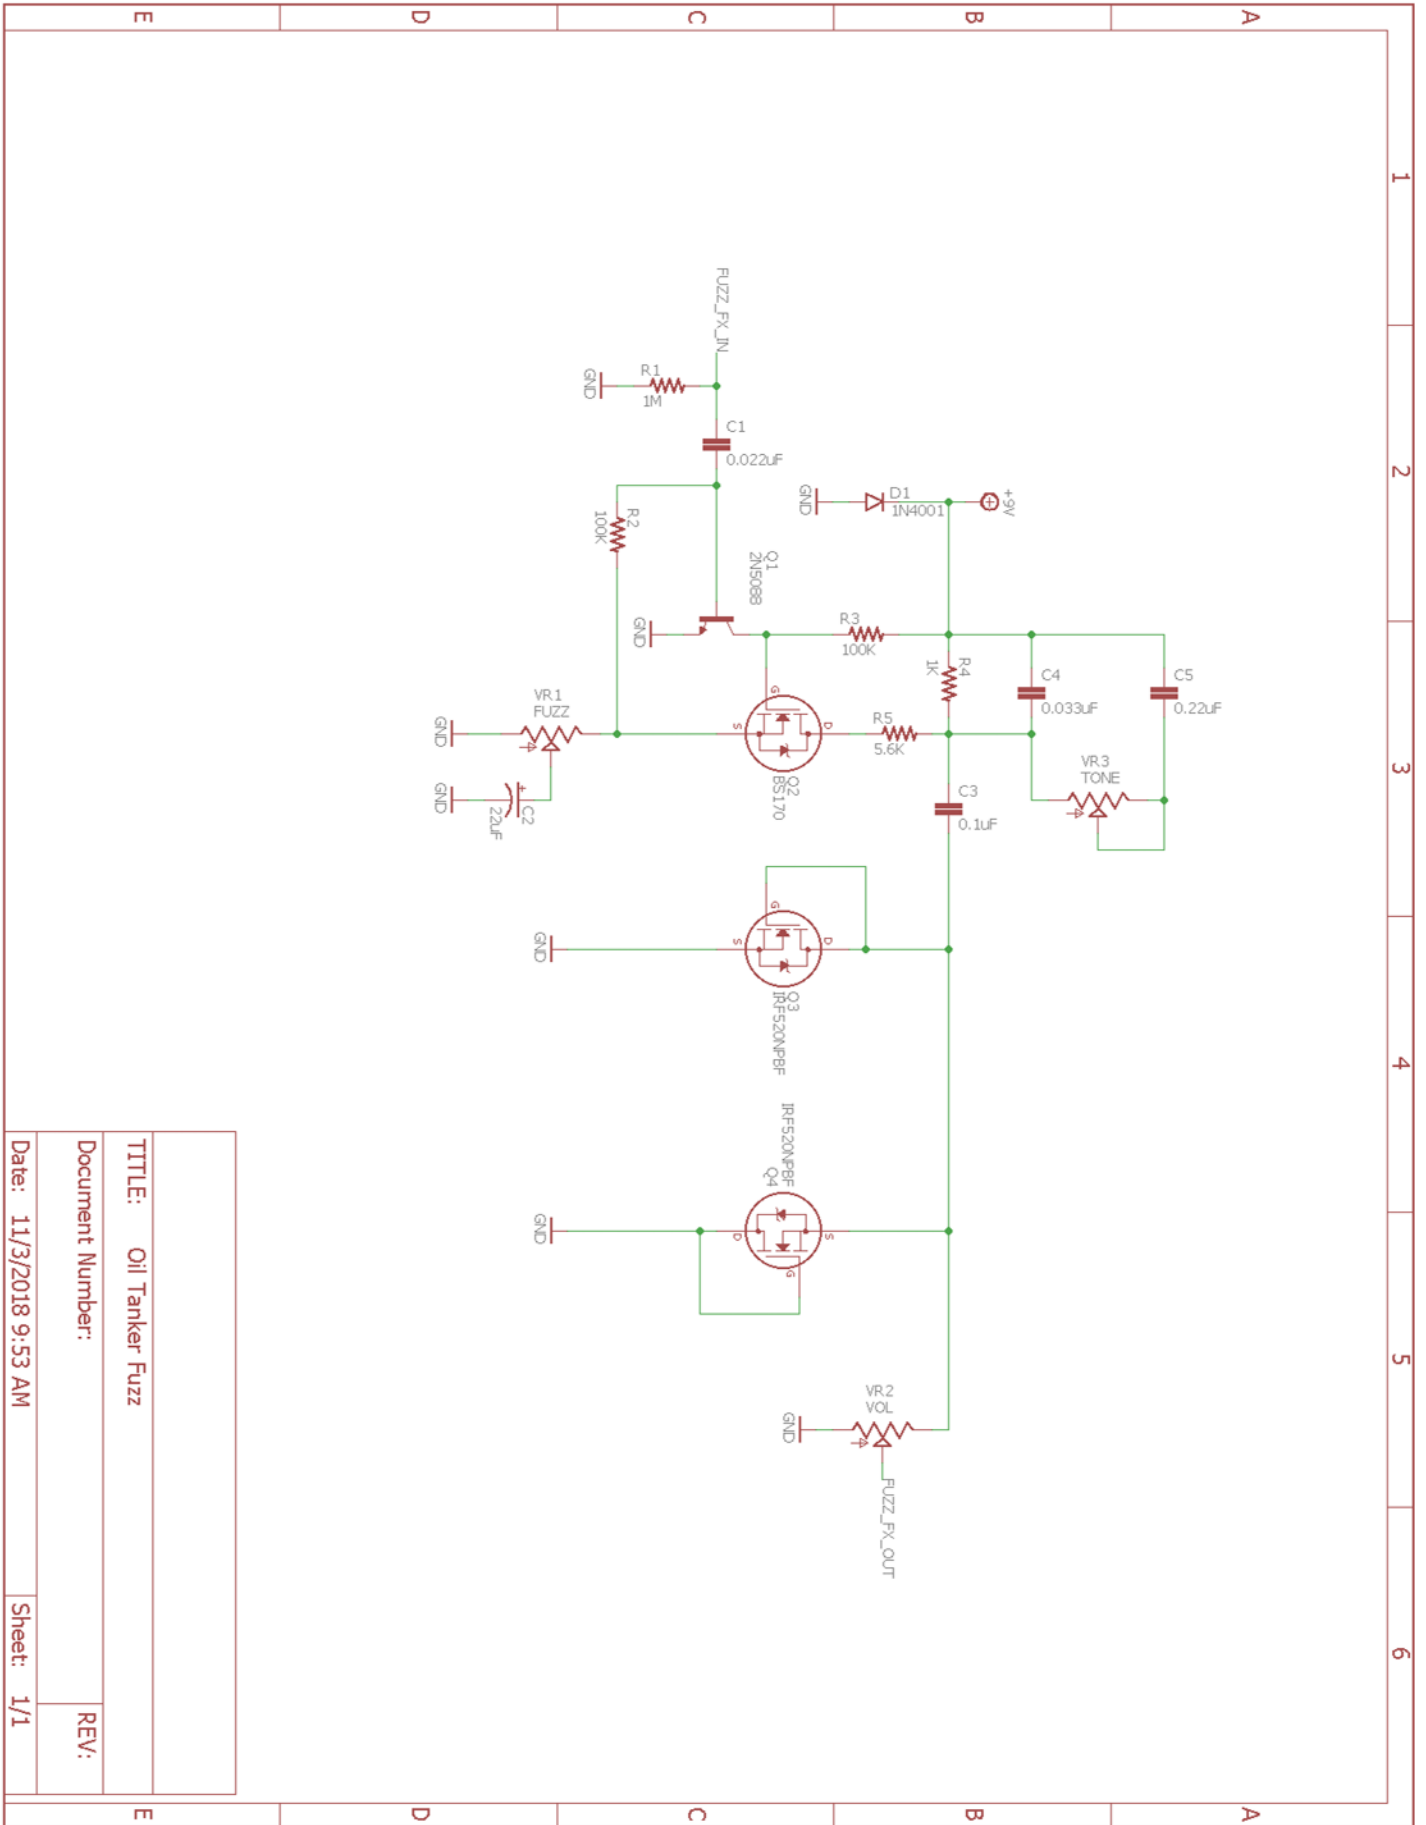 A
B
C
D
E
1
2
3
4
5
6
A
B
C
D
E
C5
0.22uF
C4
0.033uF
VR3
TONE
+9V
D1
1N4001
GND
R4
1K
R3
100K
R5
5.6K
C3
0.1uF
FUZZ_FX_IN
R1
1M
GND
C1
0.022uF
R2
100K
Q1
2N5088
GND
G
D
S
Q2
BS170
VR1
FUZZ
GND
C2
+
22uF
GND
G
D
S
Q3
IRF520NPBF
GND
IRF520NPBF
Q4
S
D
G
GND
VR2
VOL
GND
FUZZ_FX_OUT
TITLE: Oil Tanker Fuzz
Document Number:
REV:
Date: 11/3/2018 9:53 AM
Sheet: 1/1